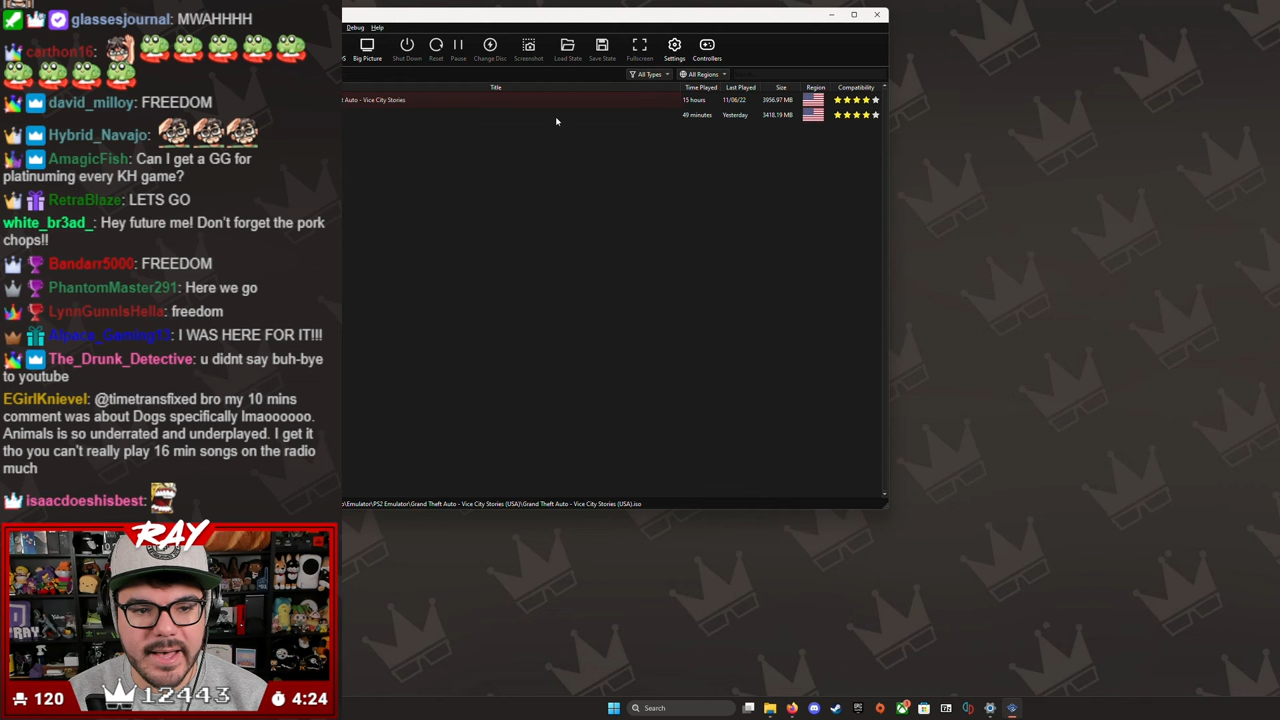 glassesjournal: MWAHHHH
carthon16:
david_milloy: FREEDOM
Hybrid_Navajo:
AmagicFish: Can I get a GG for
platinuming every KH game?
RetraBlaze: LETS GO
white_br3ad_: Hey future me! Don't forget the pork
chops!!
Bandarr5000: FREEDOM
PhantomMaster291: Here we go
LynnGunnIsHella: freedom
Alpaca_Gaming11: I WAS HERE FOR IT!!!
The_Drunk_Detective: u didnt say buh-bye
to youtube
EGirlKnievel: @timetransfixed bro my 10 mins
comment was about Dogs specifically lmaoooooo.
Animals is so underrated and underplayed. I get it
tho you can't really play 16 min songs on the radio
much
isaacdoeshisbest:
RAY
120
12443
4:24
Debug Help
Big Picture Shut Down Reset Pause Change Disc Screenshot Load State Save State Fullscreen Settings Controllers
All Types All Regions
Title Time Played Last Played Size Region Compatibility
Auto - Vice City Stories 15 hours 11/06/22 3956.97 MB
49 minutes Yesterday 3418.19 MB
\Emulator\PS2 Emulator\Grand Theft Auto - Vice City Stories (USA)\Grand Theft Auto - Vice City Stories (USA).iso
Search